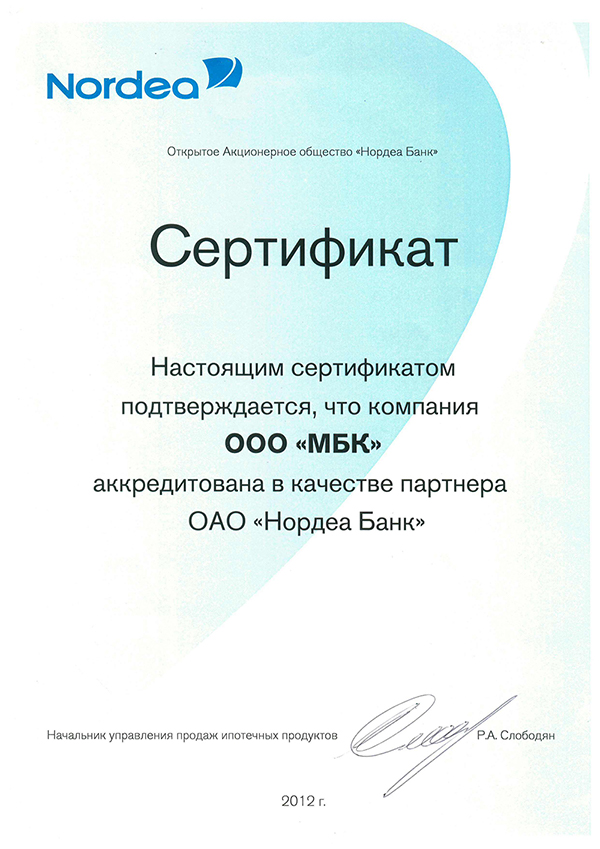 Nordea
Открытое Акционерное общество «Нордеа Банк»
Сертификат
Настоящим сертификатом
подтверждается, что компания
ООО «МБК»
аккредитована в качестве партнера
ОАО «Нордеа Банк»
Начальник управления продаж ипотечных продуктов Р.А. Слободян
2012 г.